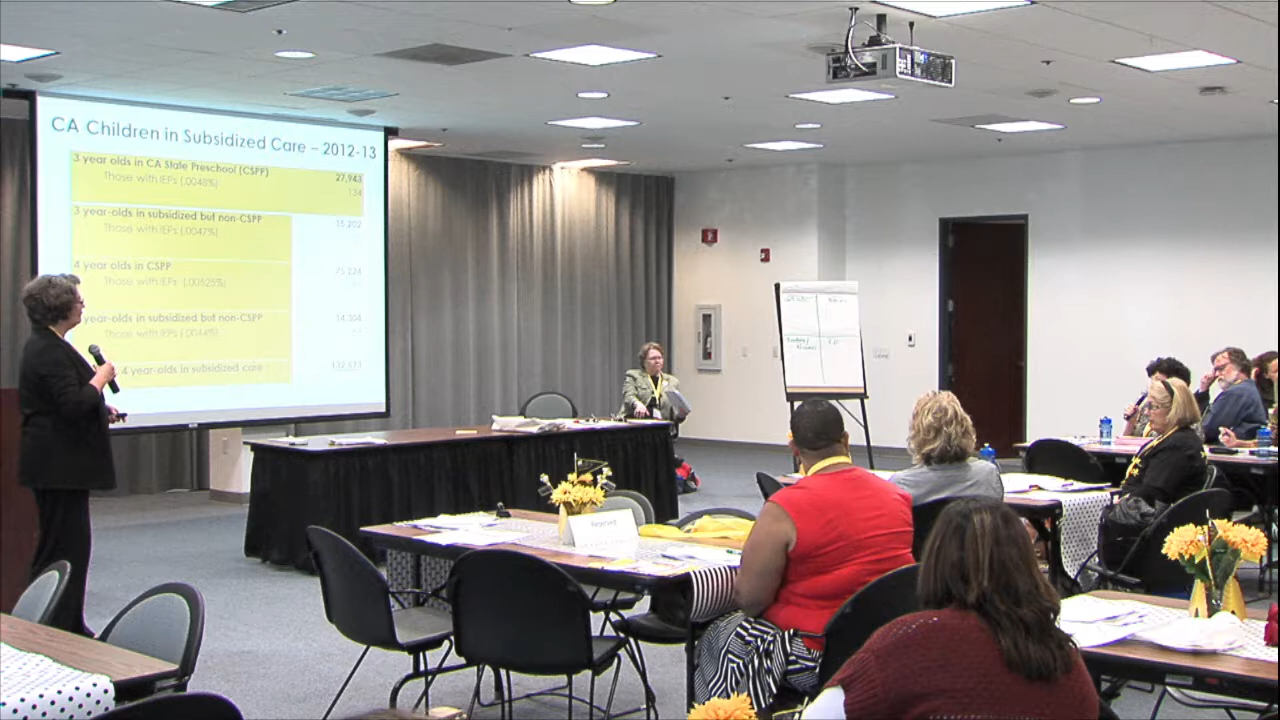 CA Children in Subsidized Care – 2012-13
3 year olds in CA State Preschool (CSPP) 27,943
Those with IEPs (.0048%) 134
3 year-olds in subsidized but non-CSPP 15,202
Those with IEPs (.0047%)
4 year olds in CSPP 75,224
Those with IEPs (.00525%)
year-olds in subsidized but non-CSPP 14,304
Those with IEPs (.0044%)
4 year-olds in subsidized care 132,673
Reserved